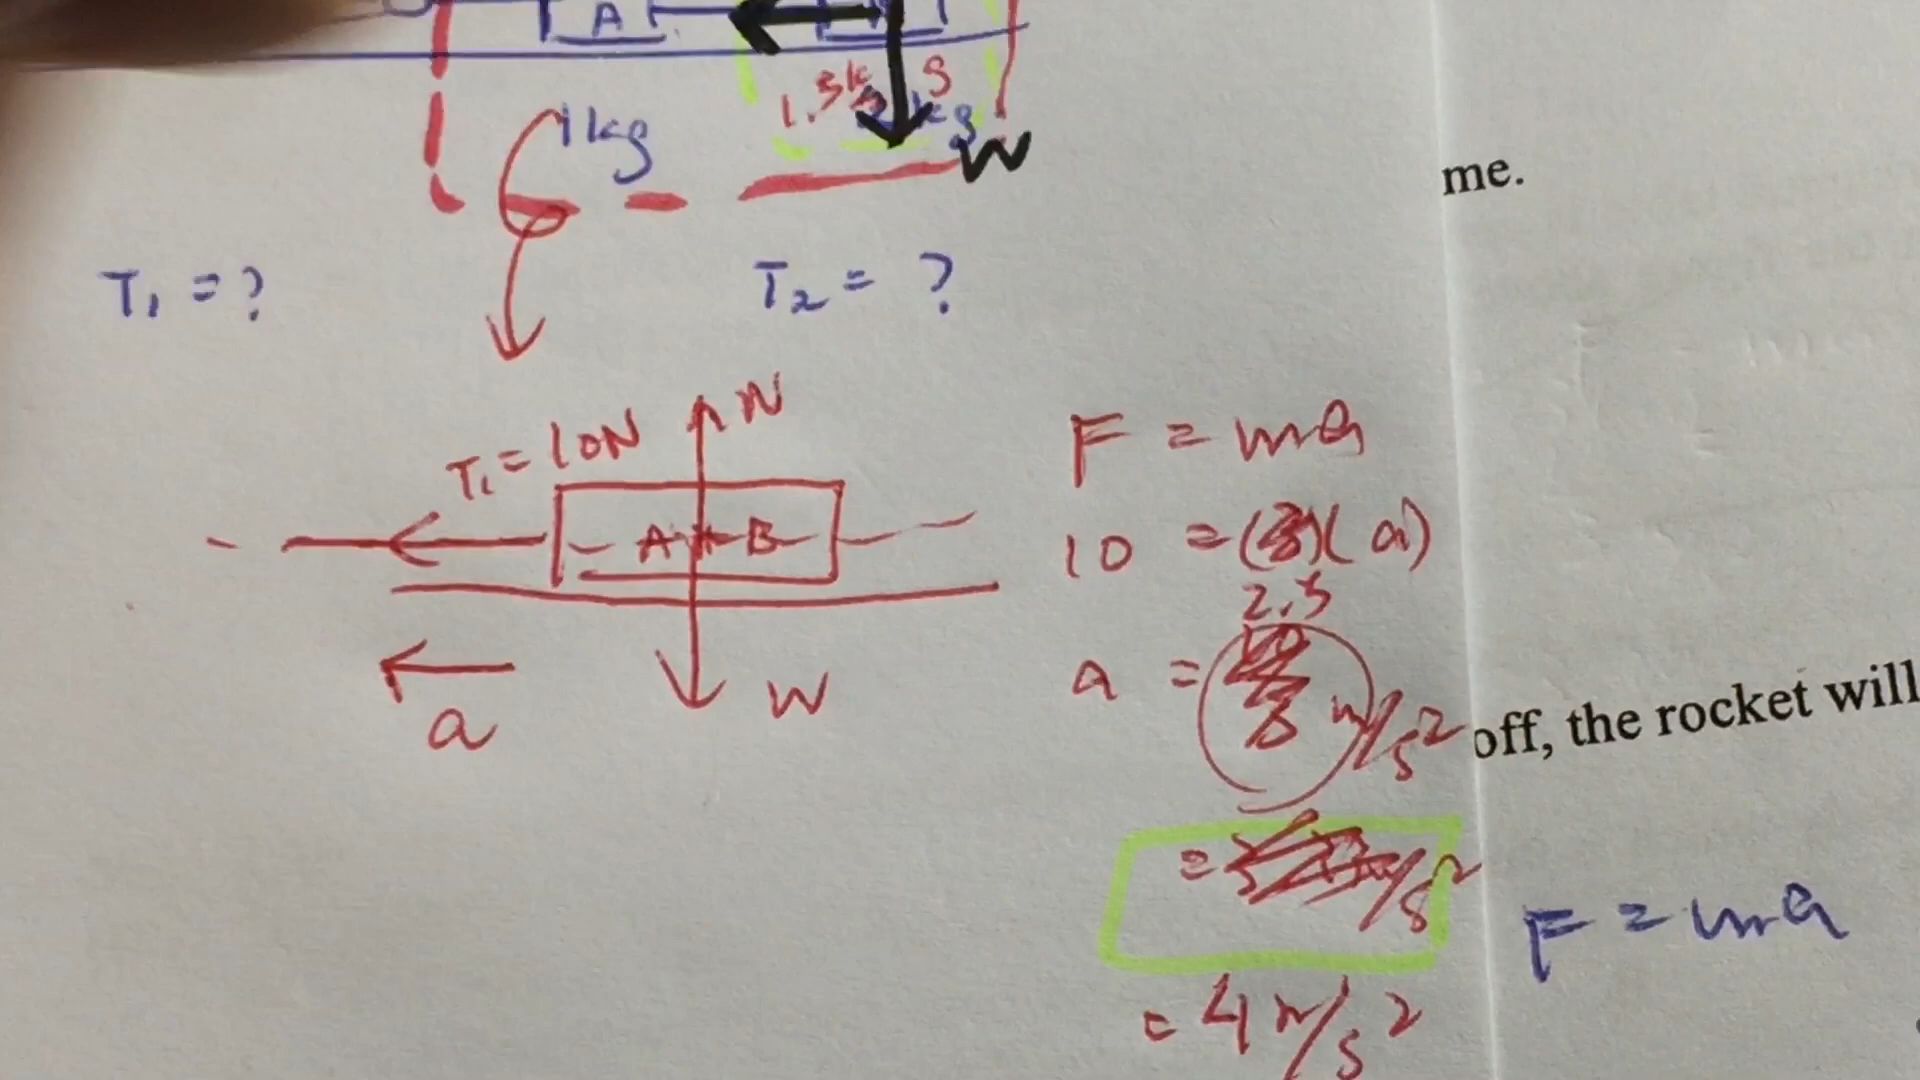 A
1.5kg
1kg
W
me.
T₁ = ?
T₂ = ?
N
T₁ = 10N
F = ma
10 = ( )(a)
A + B
2.5
a = m/s²
W
a
off, the rocket will
= /s²
F = ma
= 4 m/s²